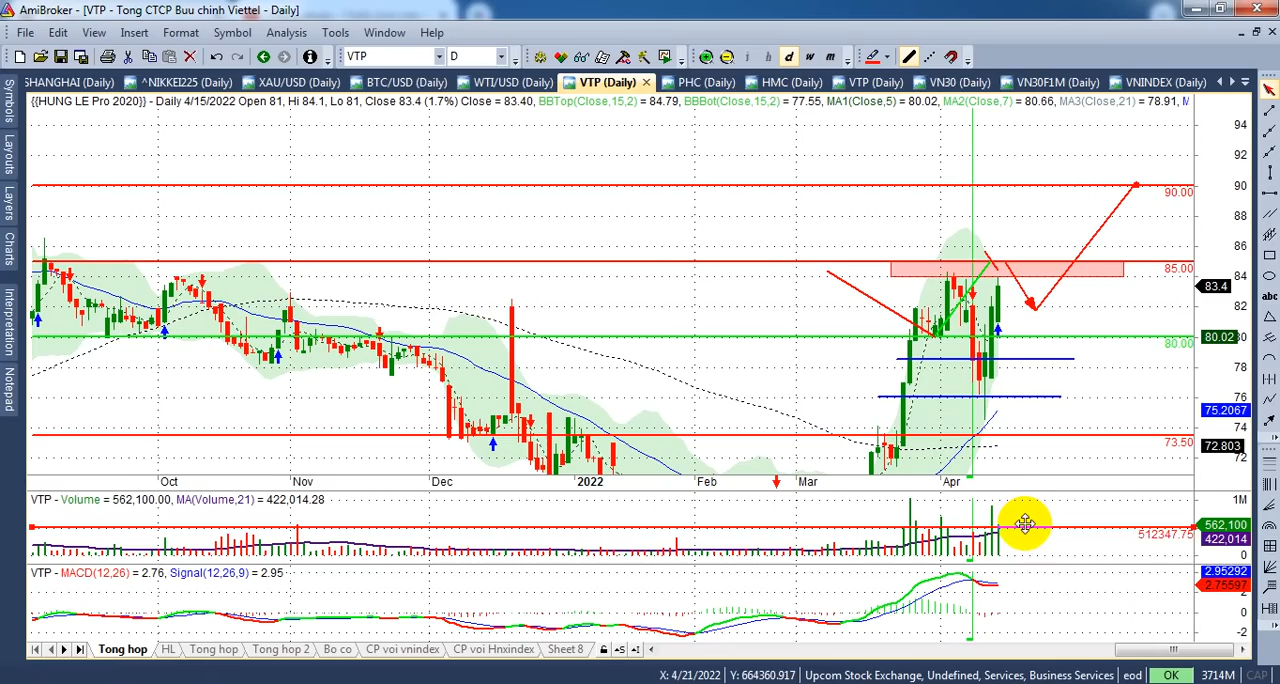 AmiBroker - [VTP - Tong CTCP Buu chinh Viettel - Daily]
File Edit View Insert Format Symbol Analysis Tools Window Help
VTP D i h d w m
SHANGHAI (Daily) ^NIKKEI225 (Daily) XAU/USD (Daily) BTC/USD (Daily) WTI/USD (Daily) VTP (Daily) PHC (Daily) HMC (Daily) VTP (Daily) VN30 (Daily) VN30F1M (Daily) VNINDEX (Daily)
Symbols
Layouts
Layers
Charts
Interpretation
Notepad
{{HUNG LE Pro 2020}} - Daily 4/15/2022 Open 81, Hi 84.1, Lo 81, Close 83.4 (1.7%) Close = 83.40, BBTop(Close,15,2) = 84.79, BBBot(Close,15,2) = 77.55, MA1(Close,5) = 80.02, MA2(Close,7) = 80.66, MA3(Close,21) = 78.91, M
94
92
90
90.00
88
86
85.00
84
83.4
82
80.02
80.00
78
76
75.2067
74
73.50
72.803
72
Oct Nov Dec 2022 Feb Mar Apr
VTP - Volume = 562,100.00, MA(Volume,21) = 422,014.28
1M
562,100
512347.75
422,014
0
VTP - MACD(12,26) = 2.76, Signal(12,26,9) = 2.95
2.95292
2.75597
2
0
-2
Tong hop HL Tong hop Tong hop 2 Bo co CP voi vnindex CP voi Hnxindex Sheet 8
X: 4/21/2022 Y: 664360.917 Upcom Stock Exchange, Undefined, Services, Business Services eod OK 3714M CAP
abc